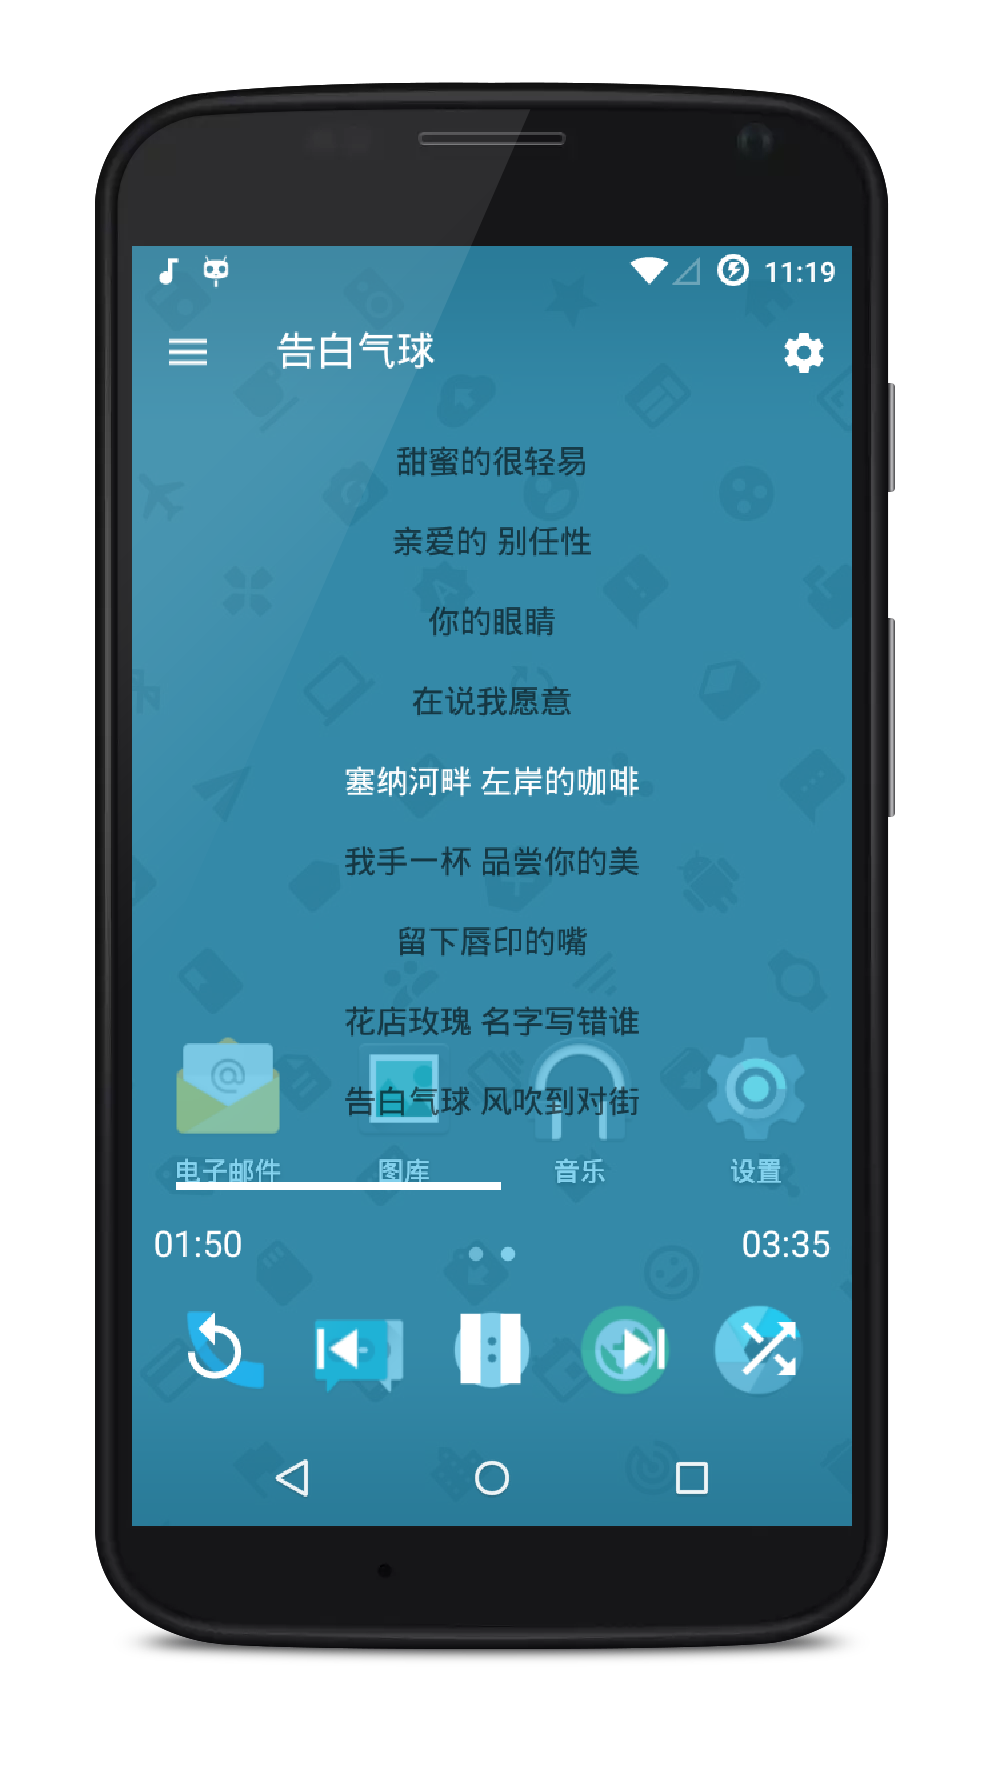 11:19
告白气球
甜蜜的很轻易
亲爱的 别任性
你的眼睛
在说我愿意
塞纳河畔 左岸的咖啡
我手一杯 品尝你的美
留下唇印的嘴
花店玫瑰 名字写错谁
告白气球 风吹到对街
@
电子邮件 图库 音乐 设置
01:50 03:35